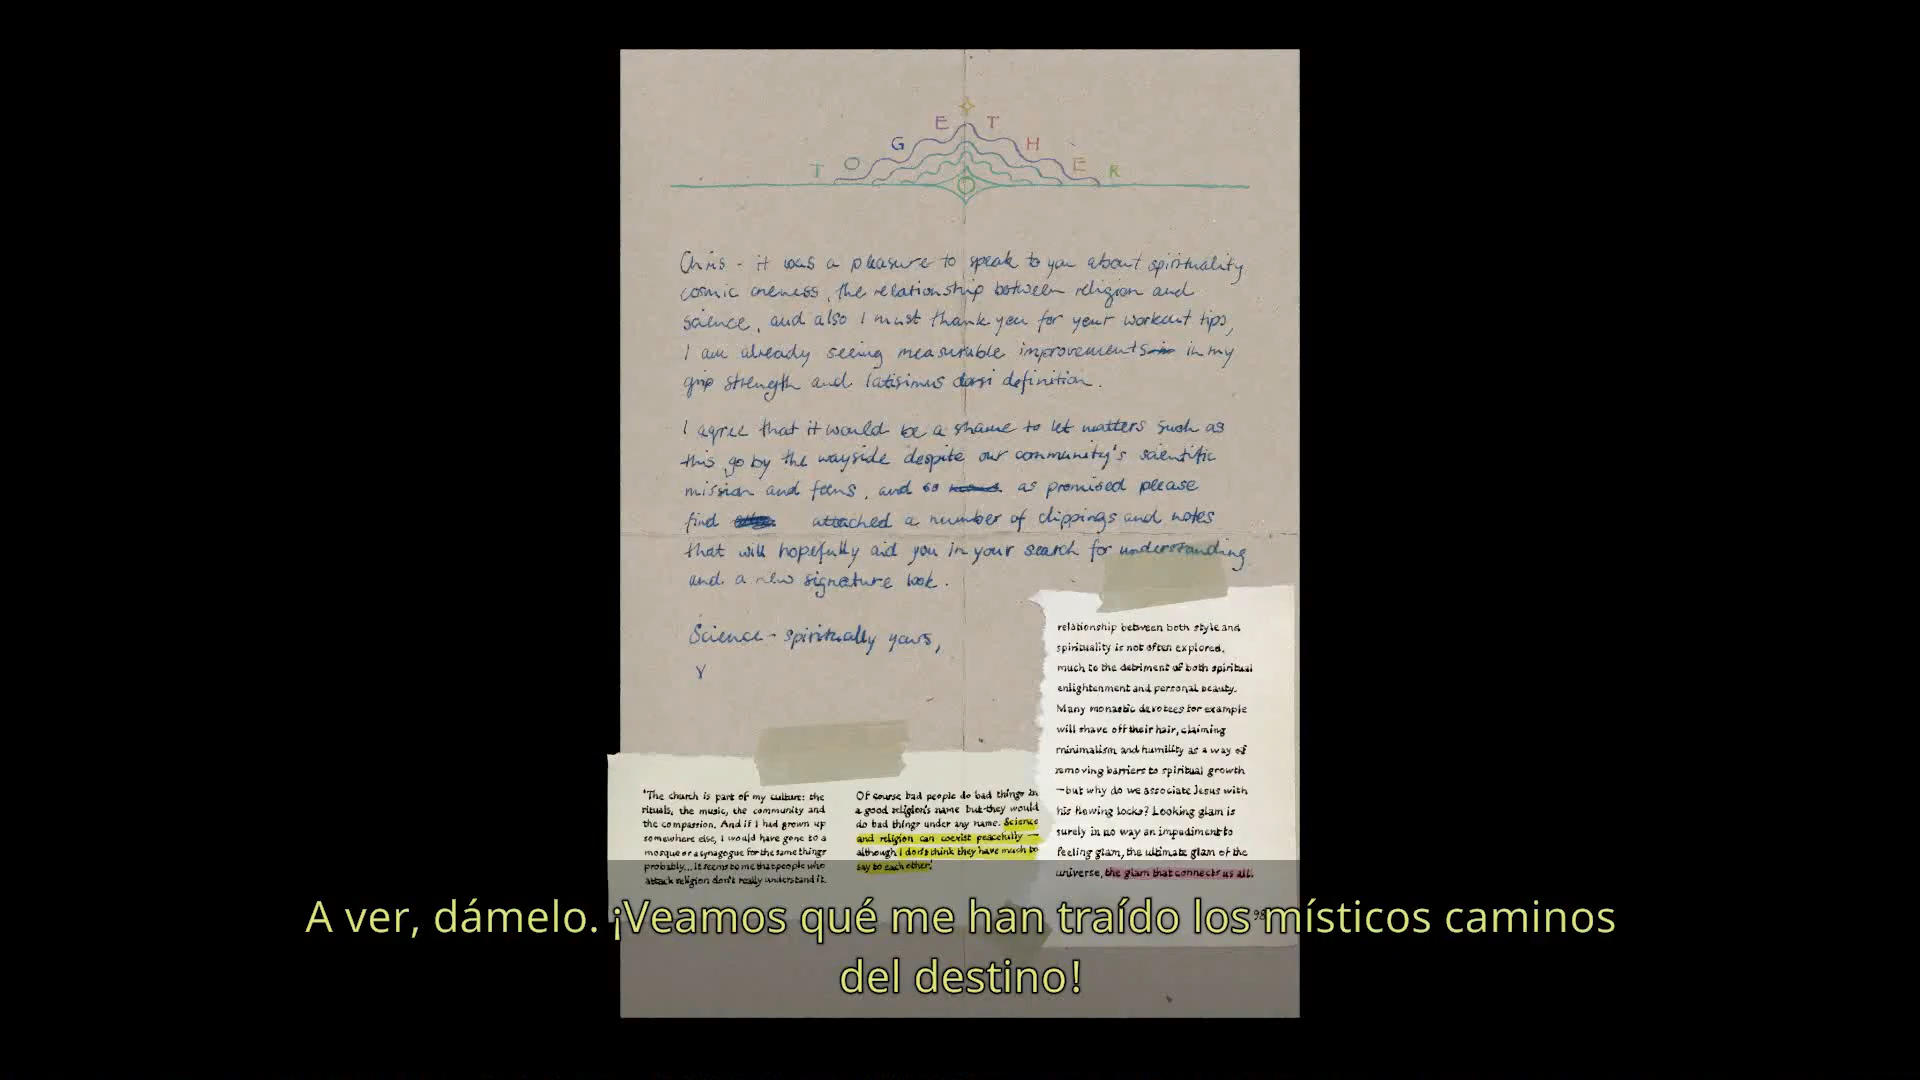 TOGETHER
Chris - it was a pleasure to speak to you about spirituality
cosmic oneness, the relationship between religion and
science, and also I must thank you for your workout tips,
I am already seeing measurable improvements in my
grip strength and latisimus dorsi definition.
I agree that it would be a shame to let matters such as
this go by the wayside despite our community's scientific
mission and focus, and so as promised please
find attached a number of clippings and notes
that will hopefully aid you in your search for understanding
and a new signature look.
Science - spiritually yours,
Y
"The church is part of my culture: the
rituals, the music, the community and
the compassion. And if I had grown up
somewhere else, I would have gone to a
mosque or a synagogue for the same things
probably... it seems to me that people who
attack religion don't really understand it.
Of course bad people do bad things in
a good religion's name but they would
do bad things under any name. Science
and religion can coexist peacefully —
although I don't think they have much to
say to each other."
relationship between both style and
spirituality is not often explored,
much to the detriment of both spiritual
enlightenment and personal beauty.
Many monastic devotees for example
will shave off their hair, claiming
minimalism and humility as a way of
removing barriers to spiritual growth
—but why do we associate Jesus with
his flowing locks? Looking glam is
surely in no way an impediment to
feeling glam, the ultimate glam of the
universe, the glam that connects us all.
A ver, dámelo. ¡Veamos qué me han traído los místicos caminos
del destino!